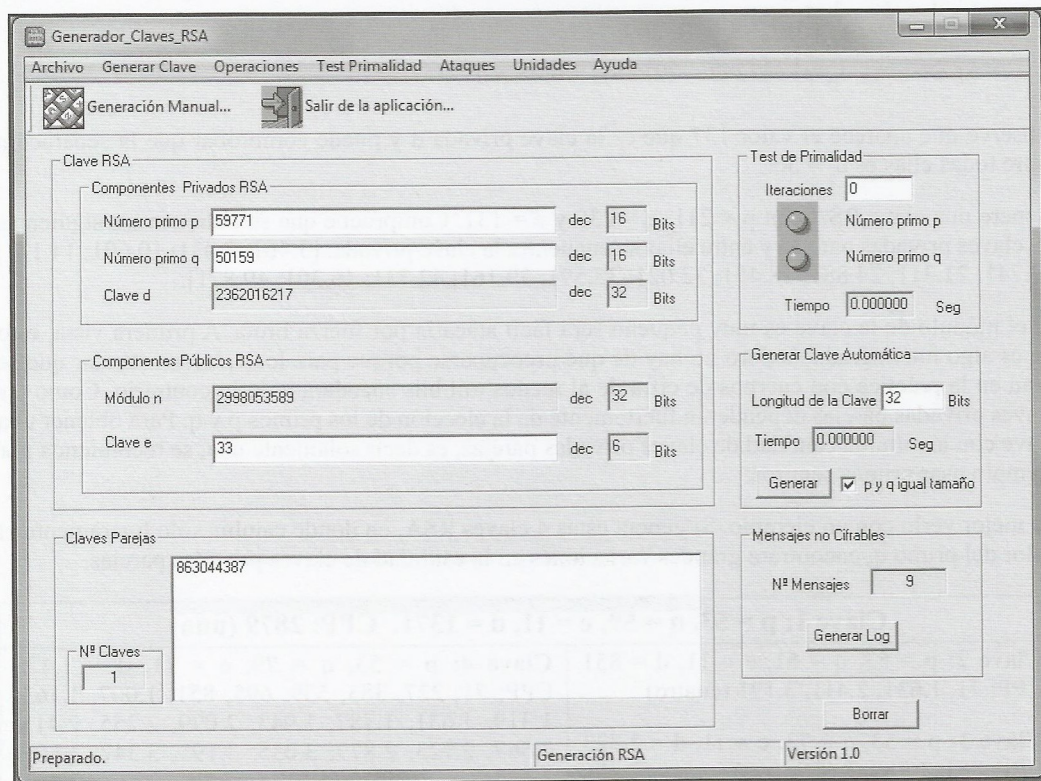 Generador_Claves_RSA
Archivo Generar Clave Operaciones Test Primalidad Ataques Unidades Ayuda
Generación Manual... Salir de la aplicación...
Clave RSA
Componentes Privados RSA
Número primo p 59771 dec 16 Bits
Número primo q 50159 dec 16 Bits
Clave d 2362016217 dec 32 Bits
Componentes Públicos RSA
Módulo n 2998053589 dec 32 Bits
Clave e 33 dec 6 Bits
Claves Parejas
863044387
Nº Claves
1
Test de Primalidad
Iteraciones 0
Número primo p
Número primo q
Tiempo 0.000000 Seg
Generar Clave Automática
Longitud de la Clave 32 Bits
Tiempo 0.000000 Seg
Generar p y q igual tamaño
Mensajes no Cifrables
Nº Mensajes 9
Generar Log
Borrar
Preparado. Generación RSA Versión 1.0